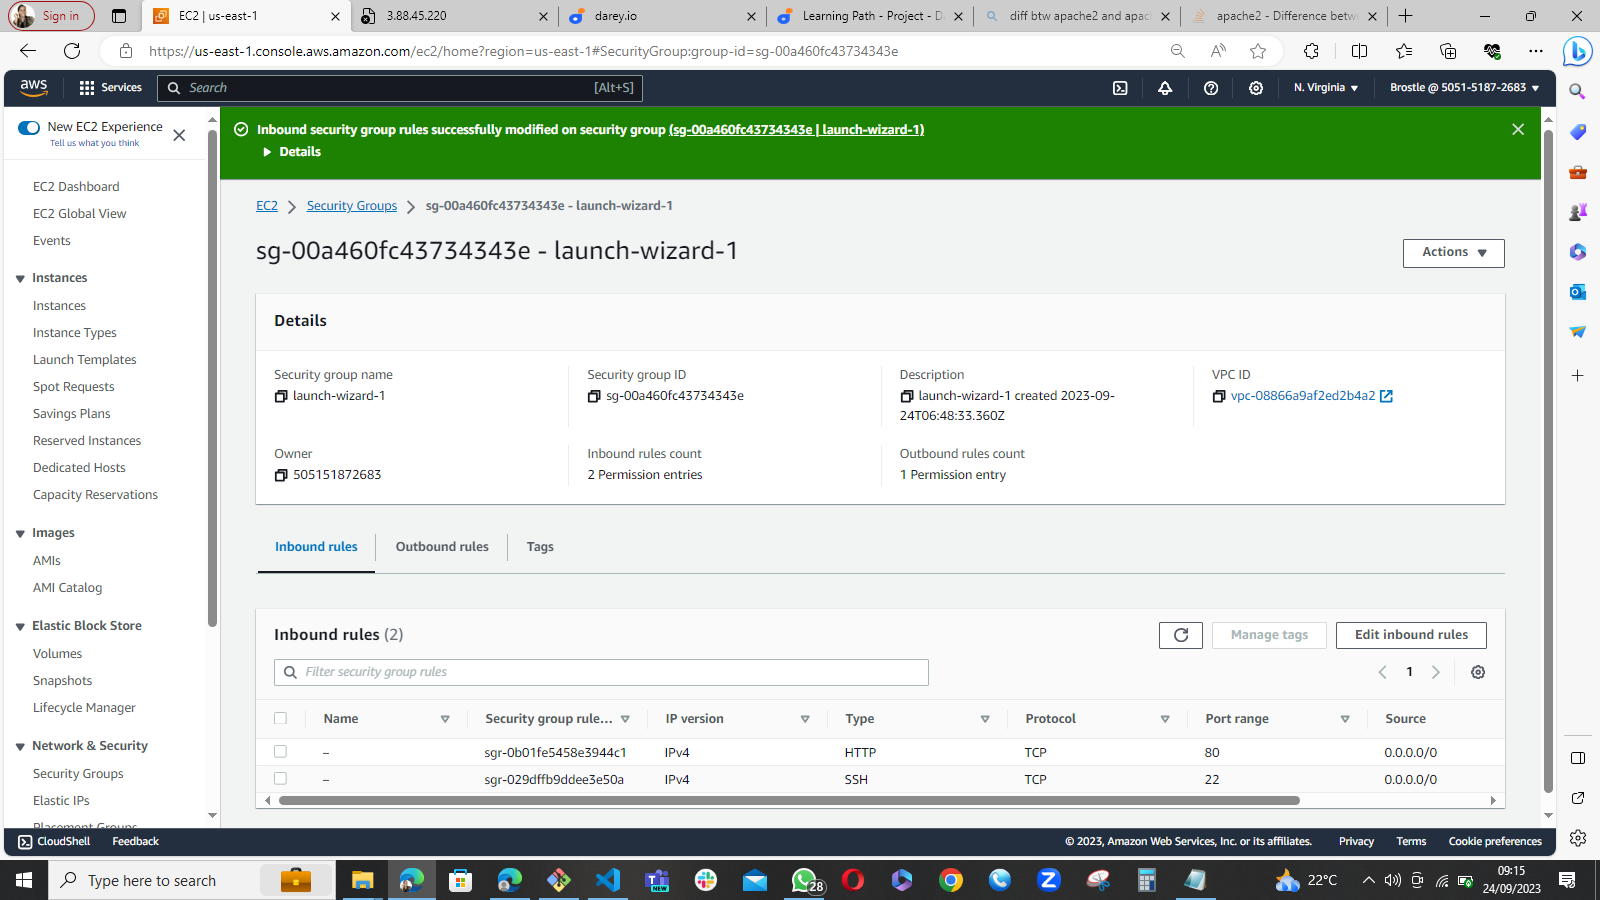 Sign in
EC2 | us-east-1
3.88.45.220
darey.io
Learning Path - Project - D
diff btw apache2 and apac
apache2 - Difference betw
https://us-east-1.console.aws.amazon.com/ec2/home?region=us-east-1#SecurityGroup:group-id=sg-00a460fc43734343e
aws
Services
Search
[Alt+S]
N. Virginia
Brostle @ 5051-5187-2683
New EC2 Experience
Tell us what you think
EC2 Dashboard
EC2 Global View
Events
Instances
Instances
Instance Types
Launch Templates
Spot Requests
Savings Plans
Reserved Instances
Dedicated Hosts
Capacity Reservations
Images
AMIs
AMI Catalog
Elastic Block Store
Volumes
Snapshots
Lifecycle Manager
Network & Security
Security Groups
Elastic IPs
Placement Groups
Inbound security group rules successfully modified on security group (sg-00a460fc43734343e | launch-wizard-1)
Details
EC2
Security Groups
sg-00a460fc43734343e - launch-wizard-1
sg-00a460fc43734343e - launch-wizard-1
Actions
Details
Security group name
launch-wizard-1
Security group ID
sg-00a460fc43734343e
Description
launch-wizard-1 created 2023-09-
24T06:48:33.360Z
VPC ID
vpc-08866a9af2ed2b4a2
Owner
505151872683
Inbound rules count
2 Permission entries
Outbound rules count
1 Permission entry
Inbound rules
Outbound rules
Tags
Inbound rules (2)
Manage tags
Edit inbound rules
Filter security group rules
1
Name
Security group rule...
IP version
Type
Protocol
Port range
Source
– sgr-0b01fe5458e3944c1 IPv4 HTTP TCP 80 0.0.0.0/0
– sgr-029dffb9ddee3e50a IPv4 SSH TCP 22 0.0.0.0/0
CloudShell
Feedback
© 2023, Amazon Web Services, Inc. or its affiliates.
Privacy
Terms
Cookie preferences
Type here to search
NEW
28
22°C
09:15
24/09/2023